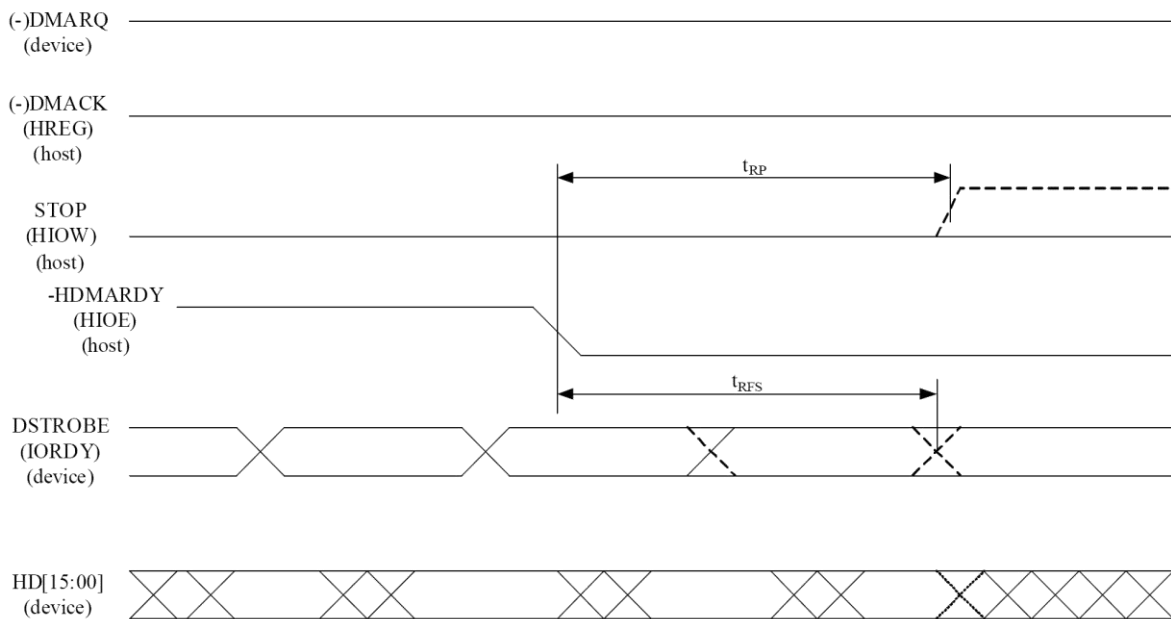 (-)DMARQ
(device)
(-)DMACK
(HREG)
(host)
tRP
STOP
(HIOW)
(host)
-HDMARDY
(HIOE)
(host)
tRFS
DSTROBE
(IORDY)
(device)
HD[15:00]
(device)